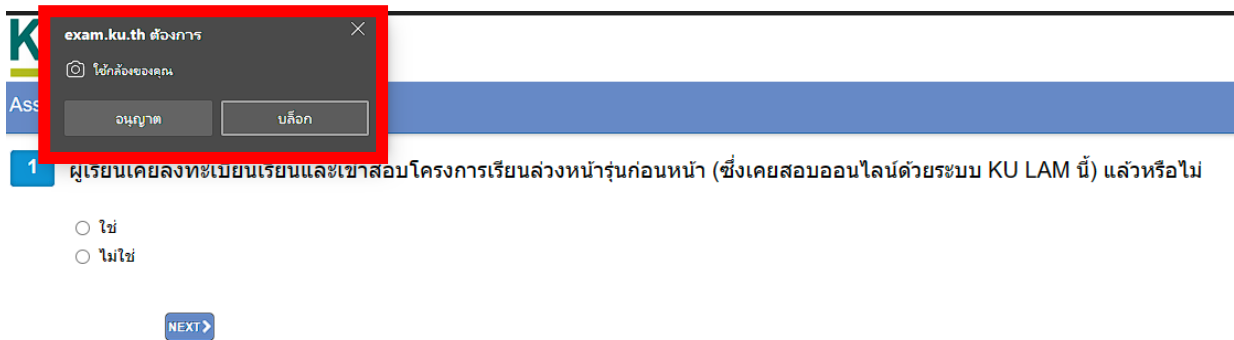 K
exam.ku.th ต้องการ
ใช้กล้องของคุณ
อนุญาต
บล็อก
Ass
1
ผู้เรียนเคยลงทะเบียนเรียนและเข้าสอบโครงการเรียนล่วงหน้ารุ่นก่อนหน้า (ซึ่งเคยสอบออนไลน์ด้วยระบบ KU LAM นี้) แล้วหรือไม่
ใช่
ไม่ใช่
NEXT